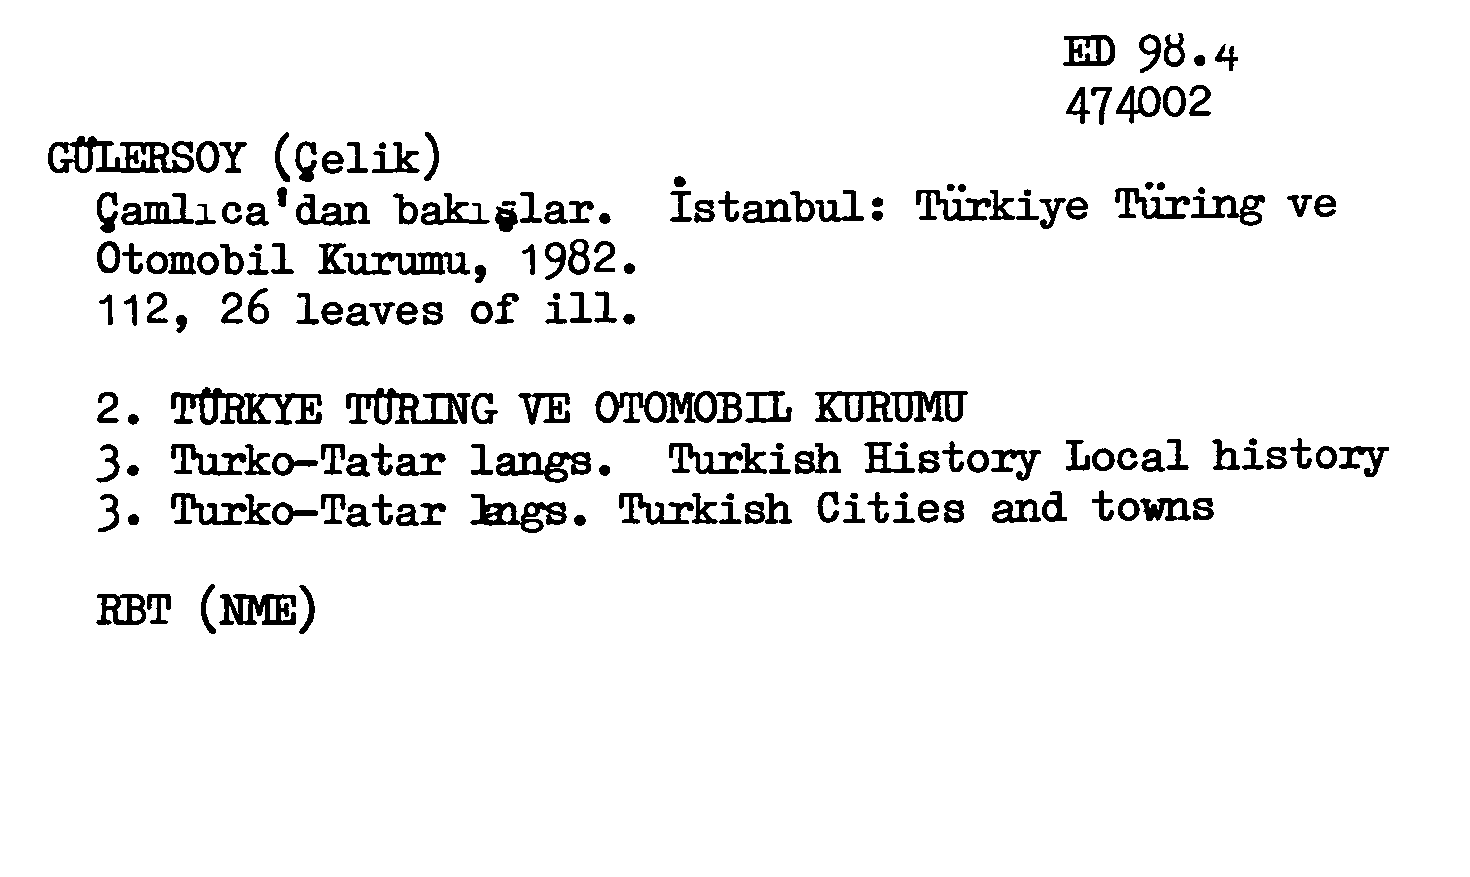 ED 98.4
474002
GÜLERSOY (Çelik)
Çamlıca'dan bakışlar. İstanbul: Türkiye Türing ve
Otomobil Kurumu, 1982.
112, 26 leaves of ill.
2. TÜRKYE TÜRING VE OTOMOBIL KURUMU
3. Turko-Tatar langs. Turkish History Local history
3. Turko-Tatar lngs. Turkish Cities and towns
RBT (NME)